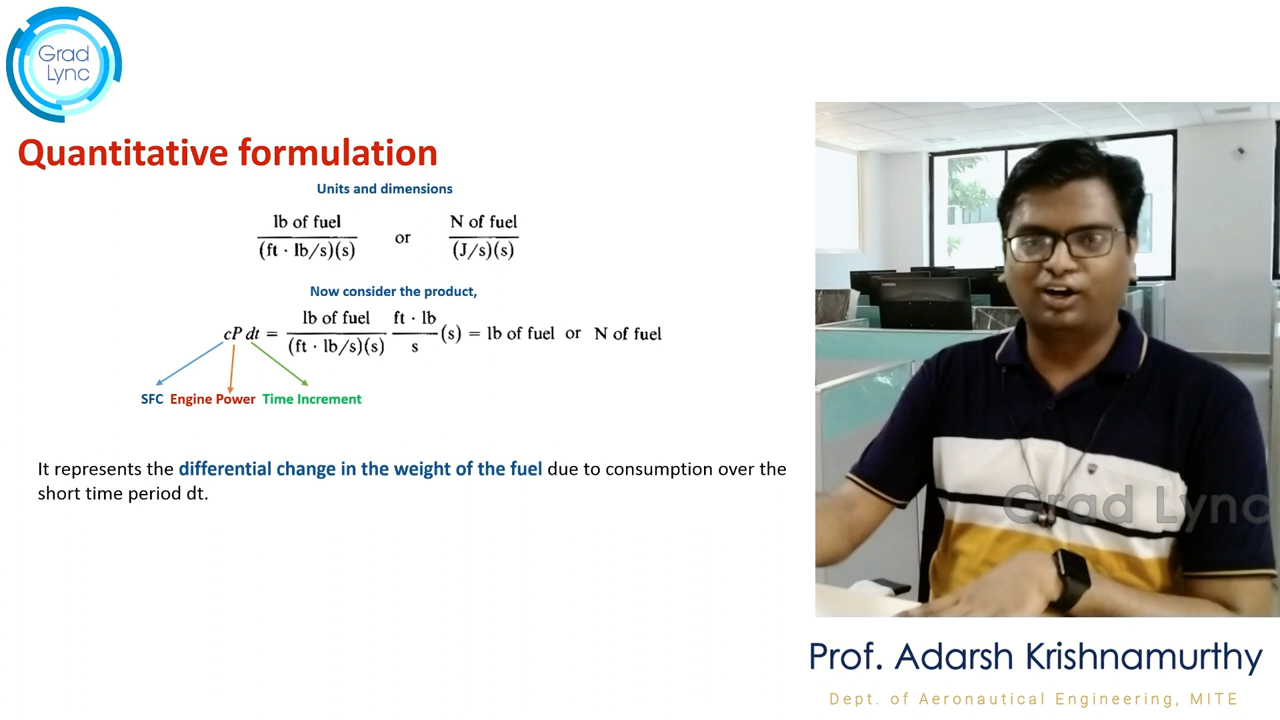 Grad
Lync
Quantitative formulation
Units and dimensions
lb of fuel / (ft · lb/s)(s) or N of fuel / (J/s)(s)
Now consider the product,
cP dt = lb of fuel / (ft · lb/s)(s) ft · lb / s (s) = lb of fuel or N of fuel
SFC Engine Power Time Increment
It represents the differential change in the weight of the fuel due to consumption over the
short time period dt.
Lenovo
Grad Lync
Prof. Adarsh Krishnamurthy
Dept. of Aeronautical Engineering, MITE